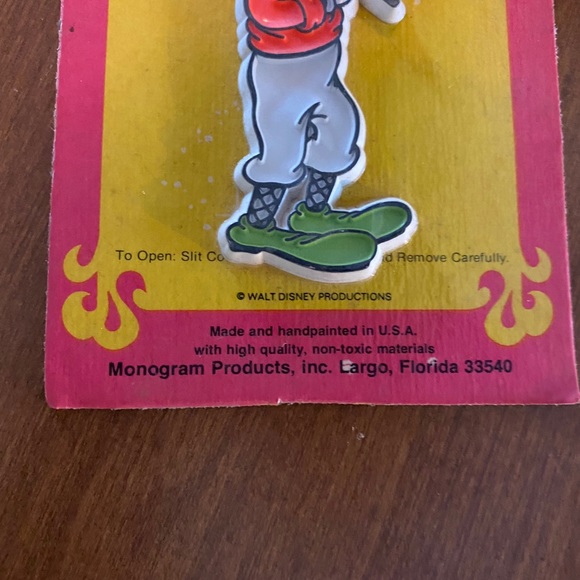 To Open: Slit Co d Remove Carefully.
© WALT DISNEY PRODUCTIONS
Made and handpainted in U.S.A.
with high quality, non-toxic materials
Monogram Products, inc. Largo, Florida 33540